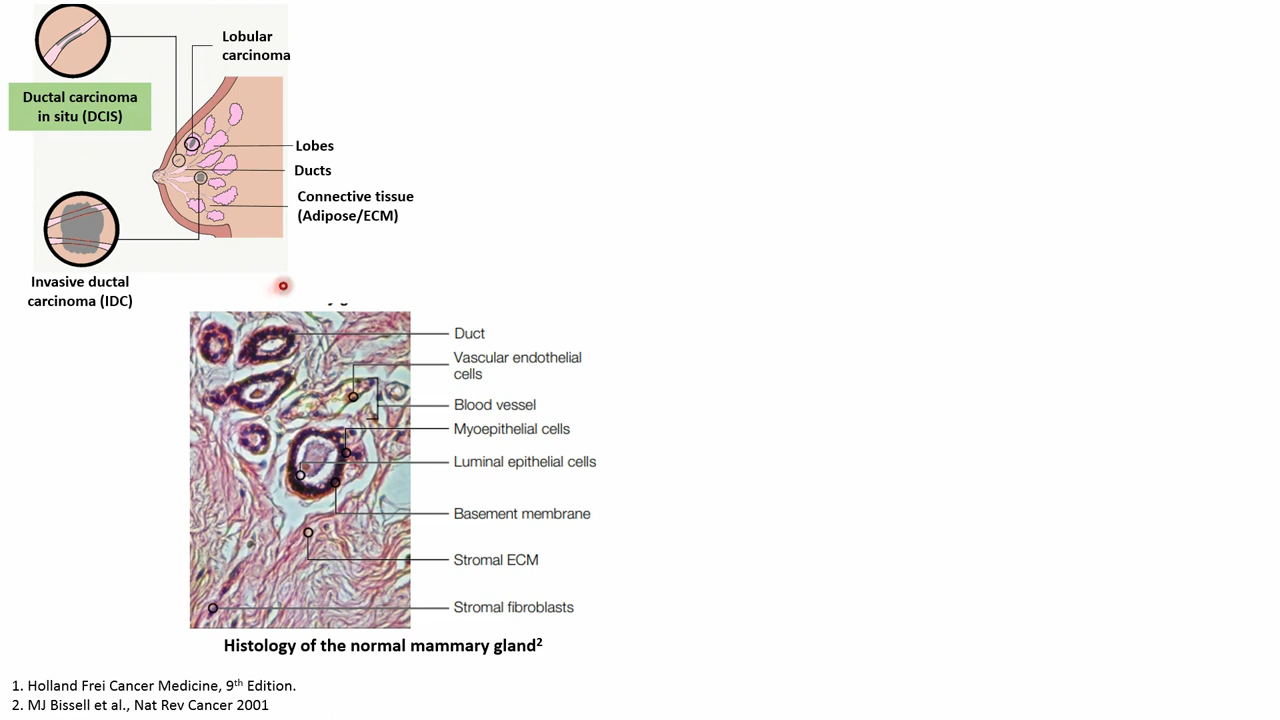 Lobular
carcinoma
Ductal carcinoma
in situ (DCIS)
Lobes
Ducts
Connective tissue
(Adipose/ECM)
Invasive ductal
carcinoma (IDC)
Duct
Vascular endothelial
cells
Blood vessel
Myoepithelial cells
Luminal epithelial cells
Basement membrane
Stromal ECM
Stromal fibroblasts
Histology of the normal mammary gland²
1. Holland Frei Cancer Medicine, 9th Edition.
2. MJ Bissell et al., Nat Rev Cancer 2001